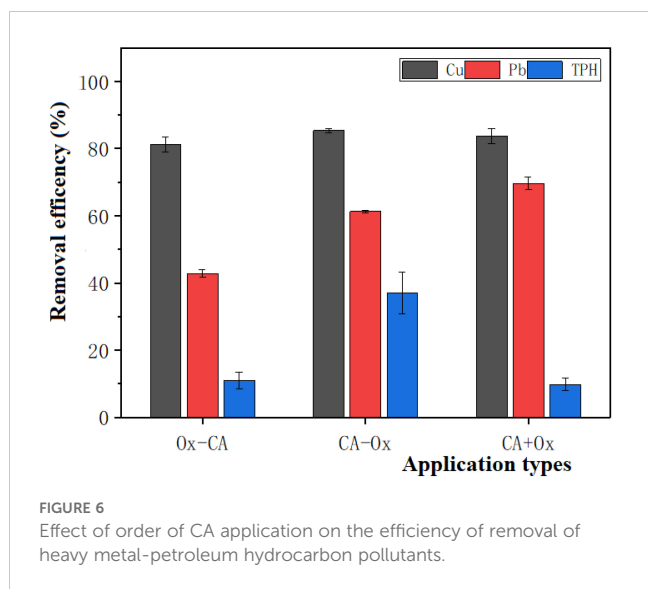 Cu Pb TPH
100
80
60
40
20
0
Removal efficency (%)
Ox-CA CA-Ox CA+Ox
Application types
FIGURE 6
Effect of order of CA application on the efficiency of removal of
heavy metal-petroleum hydrocarbon pollutants.